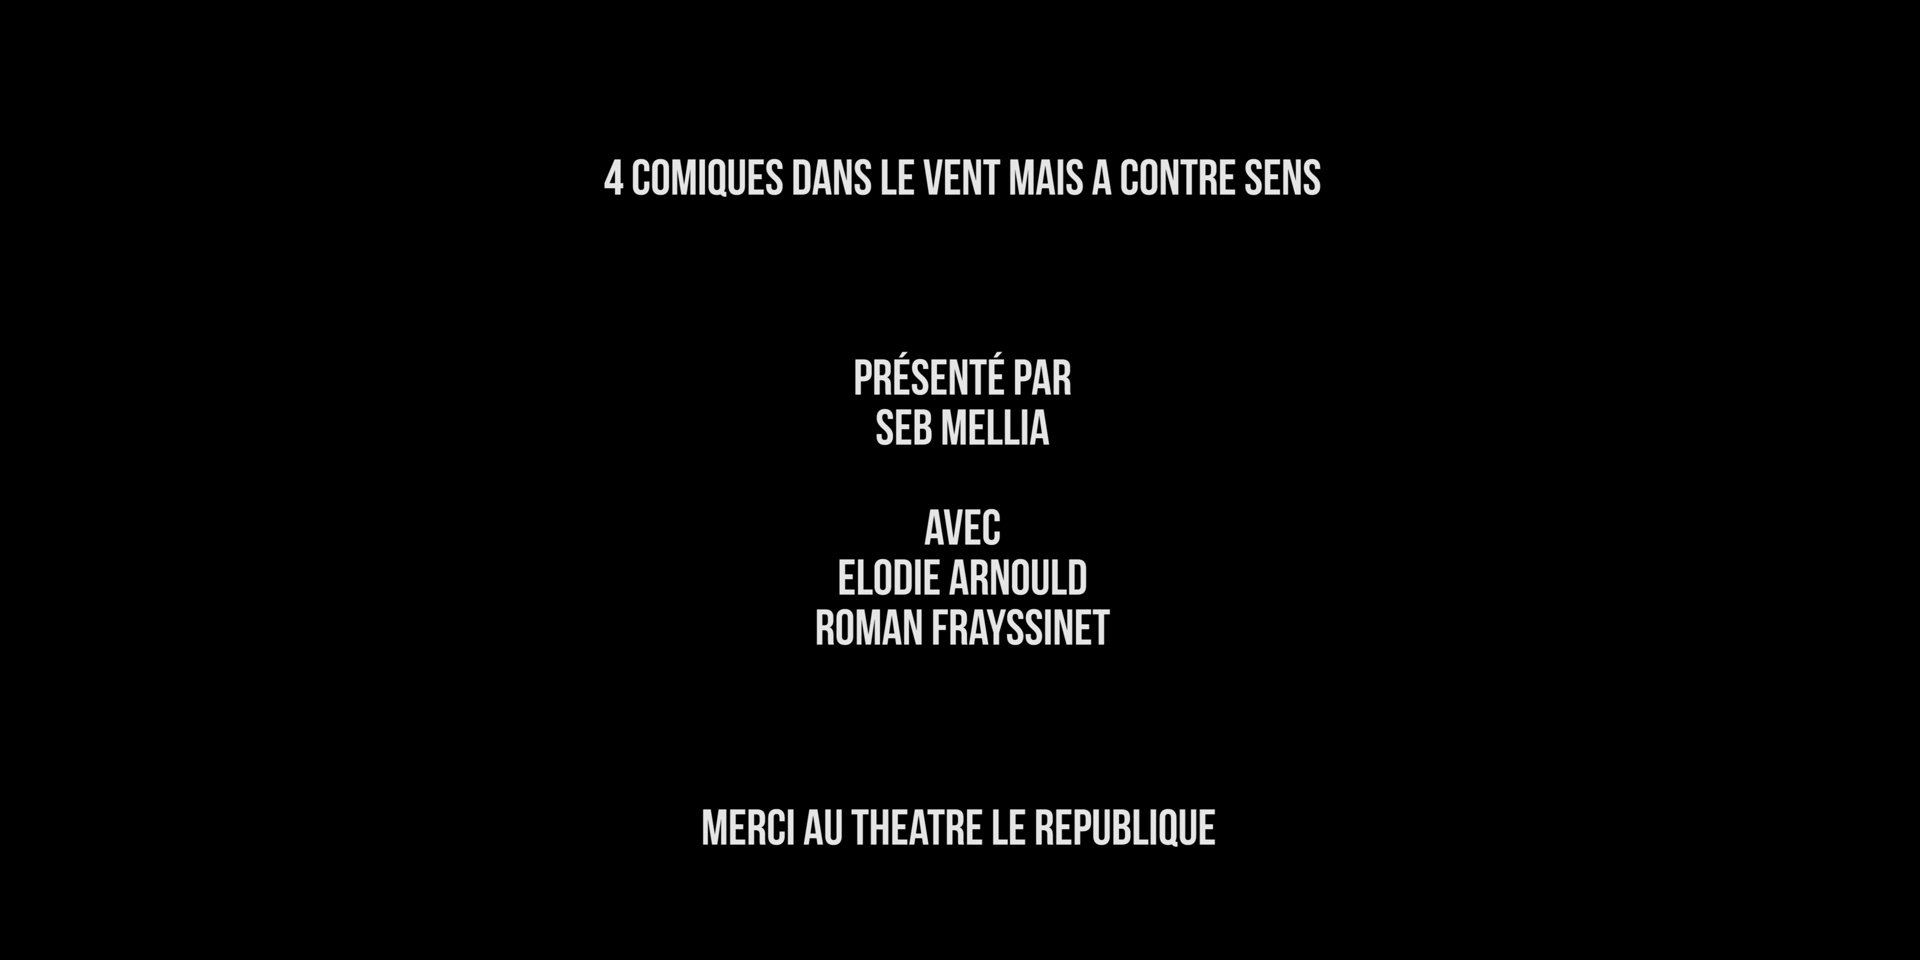 4 COMIQUES DANS LE VENT MAIS A CONTRE SENS
PRÉSENTÉ PAR
SEB MELLIA
AVEC
ELODIE ARNOULD
ROMAN FRAYSSINET
MERCI AU THEATRE LE REPUBLIQUE